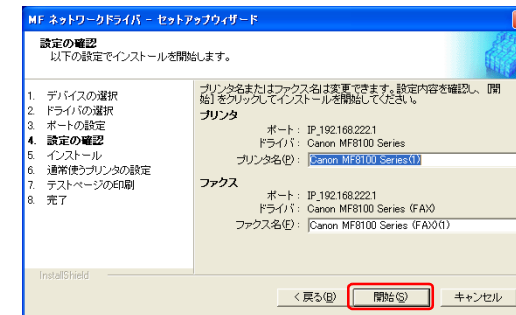 MF ネットワークドライバ - セットアップウィザード
設定の確認
以下の設定でインストールを開始します。
1. デバイスの選択
2. ドライバの選択
3. ポートの設定
4. 設定の確認
5. インストール
6. 通常使うプリンタの設定
7. テストページの印刷
8. 完了
プリンタ名またはファクス名は変更できます。設定内容を確認し、[開
始]をクリックしてインストールを開始してください。
プリンタ
ポート: IP_192.168.222.1
ドライバ: Canon MF8100 Series
プリンタ名(P): Canon MF8100 Series(1)
ファクス
ポート: IP_192.168.222.1
ドライバ: Canon MF8100 Series (FAX)
ファクス名(F): Canon MF8100 Series (FAX)(1)
InstallShield
< 戻る(B) 開始(S) キャンセル